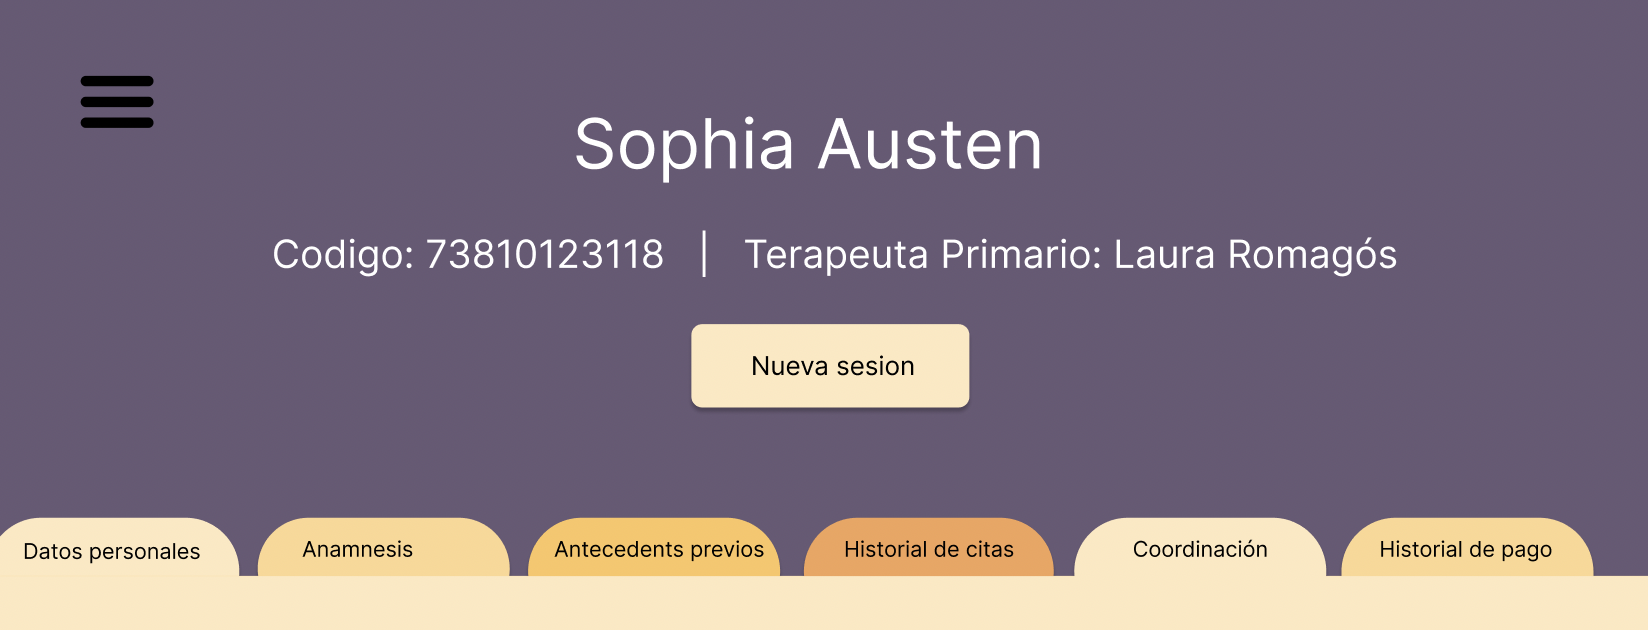 Sophia Austen
Codigo: 73810123118 | Terapeuta Primario: Laura Romagós
Nueva sesion
Datos personales
Anamnesis
Antecedents previos
Historial de citas
Coordinación
Historial de pago